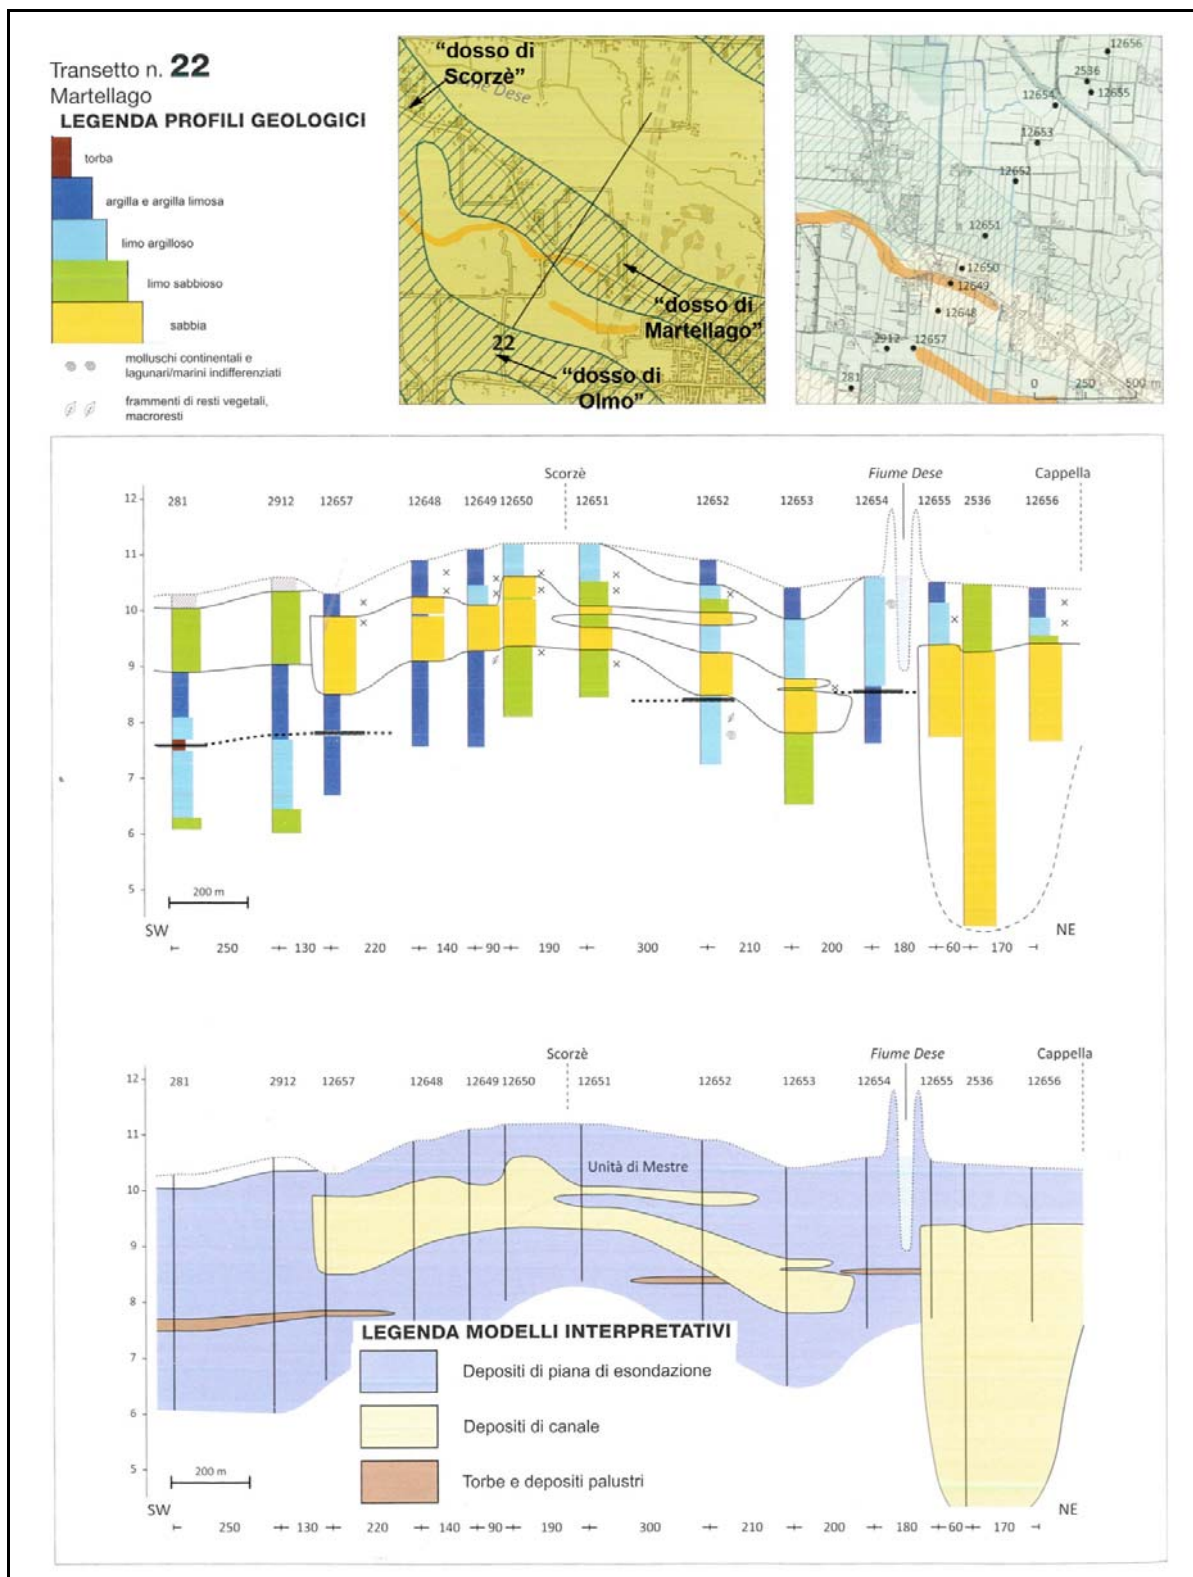 Transetto n. 22
Martellago
LEGENDA PROFILI GEOLOGICI
torba
argilla e argilla limosa
limo argilloso
limo sabbioso
sabbia
molluschi continentali e
lagunari/marini indifferenziati
frammenti di resti vegetali,
macroresti
“dosso di
Scorzè”
Fiume Dese
“dosso di
Martellago”
22
“dosso di
Olmo”
12656
2536
12655
12654
12653
12652
12651
12650
12649
12648
2912
12657
281
0 250 500 m
Scorzè Fiume Dese Cappella
12 281 2912 12657 12648 12649 12650 12651 12652 12653 12654 12655 2536 12656
11
10
9
8
7
6
5
200 m
SW NE
250 130 220 140 90 190 300 210 200 180 60 170
Scorzè Fiume Dese Cappella
12 281 2912 12657 12648 12649 12650 12651 12652 12653 12654 12655 2536 12656
11
Unità di Mestre
10
9
8
LEGENDA MODELLI INTERPRETATIVI
7
Depositi di piana di esondazione
6
Depositi di canale
5
Torbe e depositi palustri
200 m
SW NE
250 130 220 140 90 190 300 210 200 180 60 170